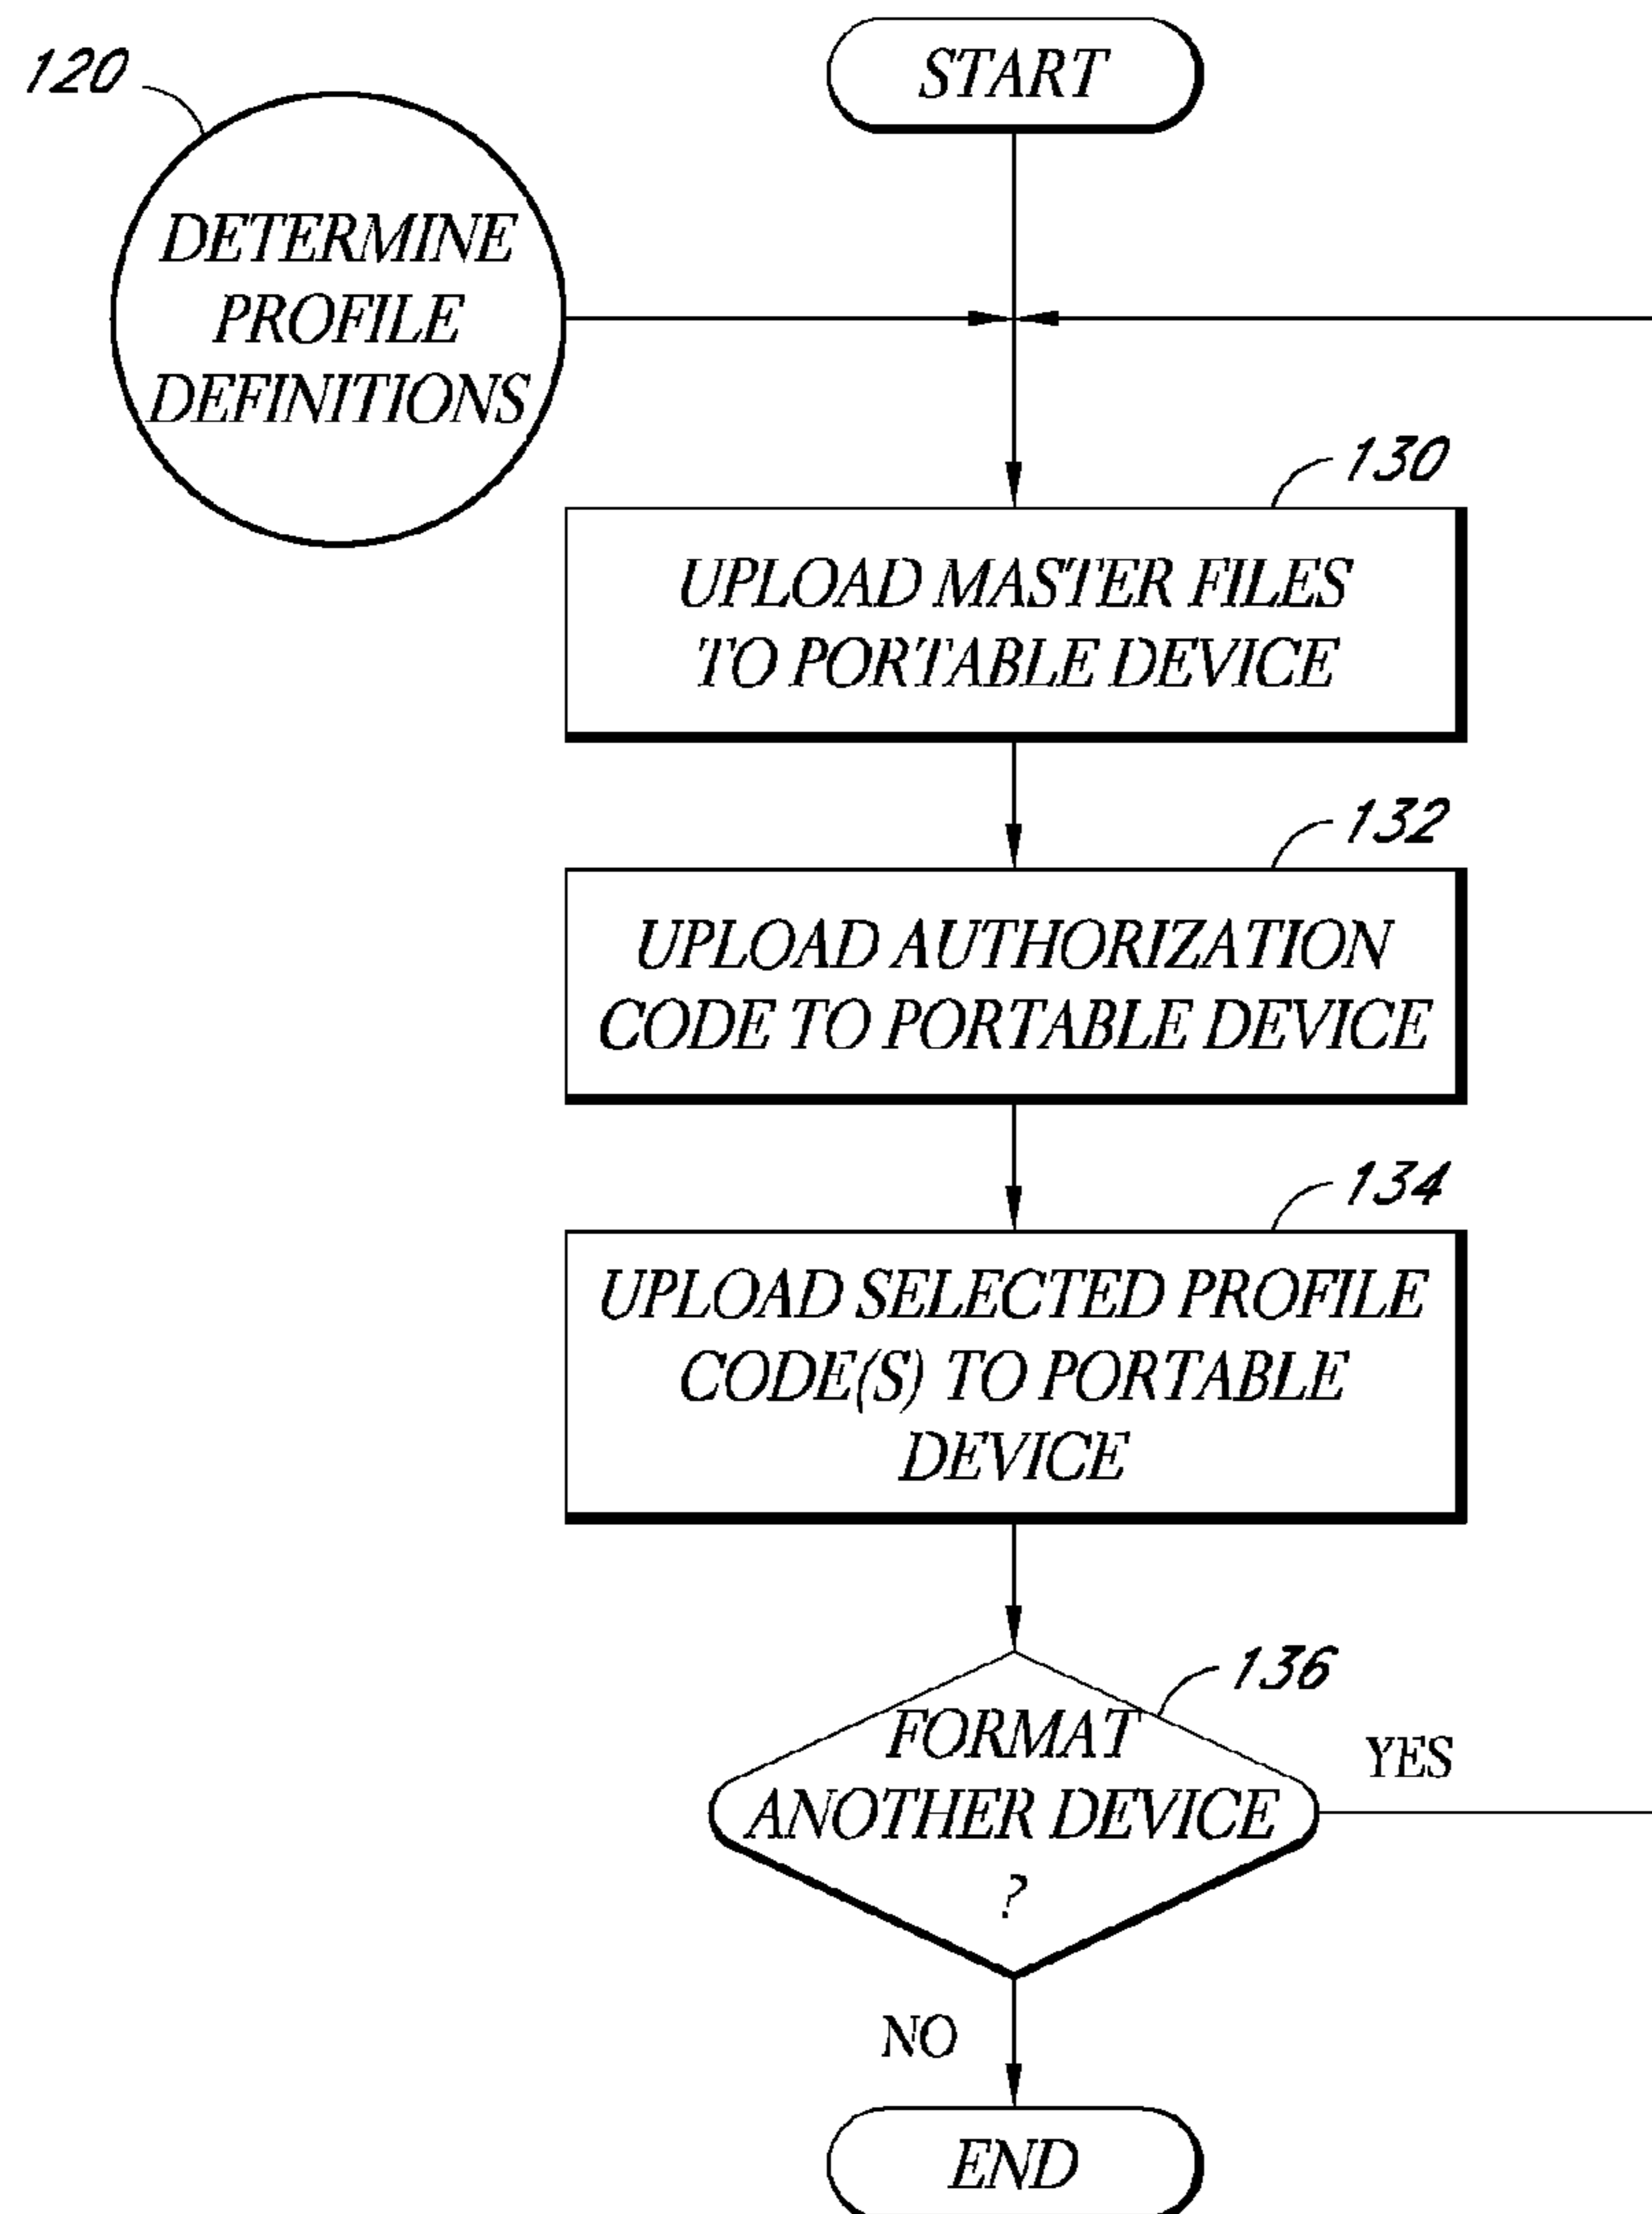 START
120
DETERMINE
PROFILE
DEFINITIONS
130
UPLOAD MASTER FILES
TO PORTABLE DEVICE
132
UPLOAD AUTHORIZATION
CODE TO PORTABLE DEVICE
134
UPLOAD SELECTED PROFILE
CODE(S) TO PORTABLE
DEVICE
136
FORMAT
ANOTHER DEVICE
?
YES
NO
END